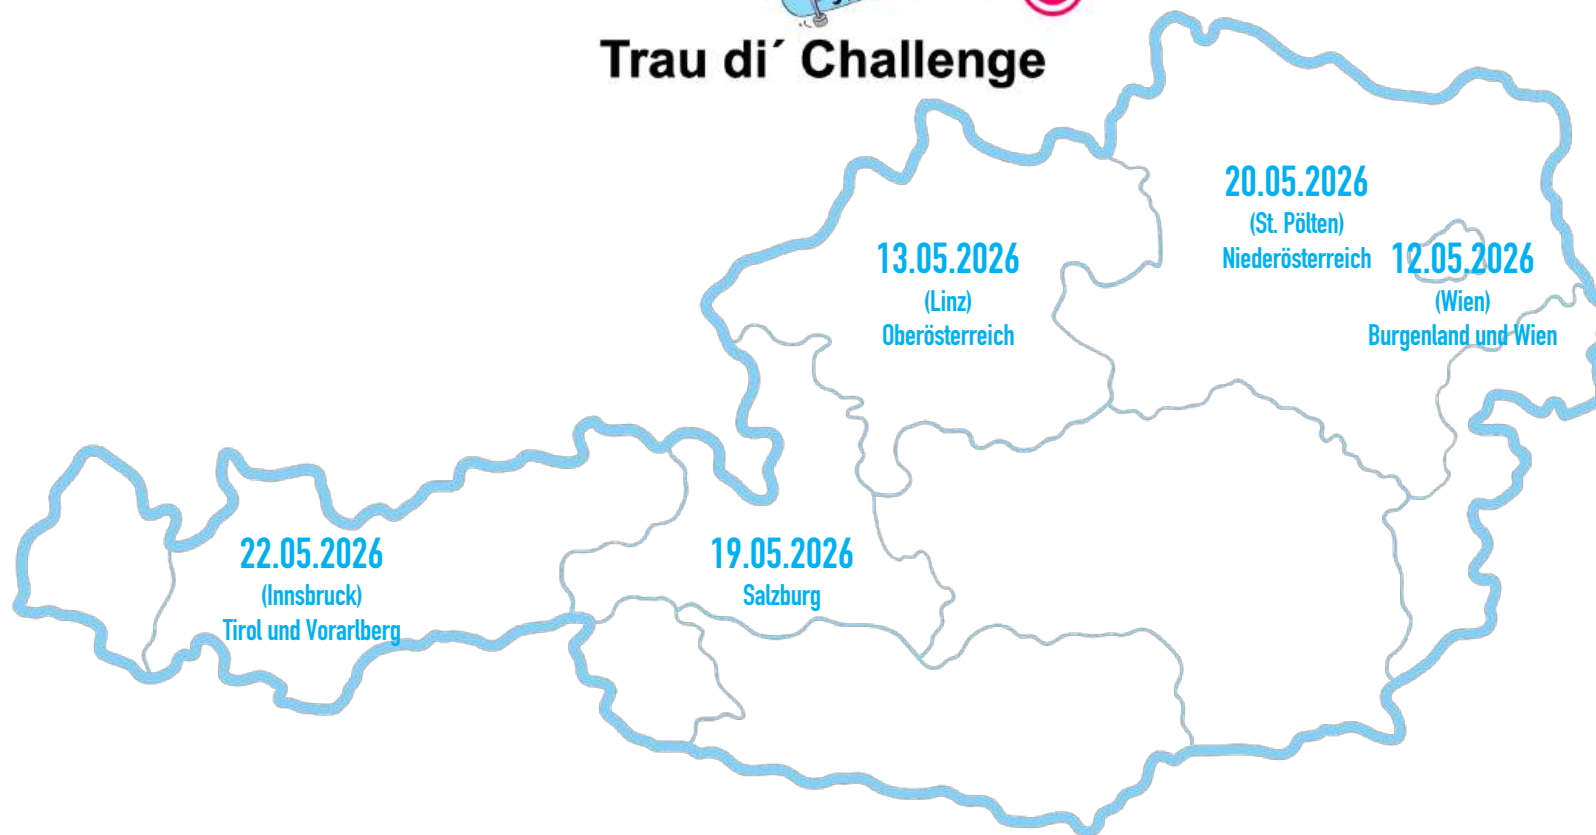 Trau di´ Challenge
20.05.2026
(St. Pölten)
Niederösterreich
13.05.2026
(Linz)
Oberösterreich
12.05.2026
(Wien)
Burgenland und Wien
22.05.2026
(Innsbruck)
Tirol und Vorarlberg
19.05.2026
Salzburg